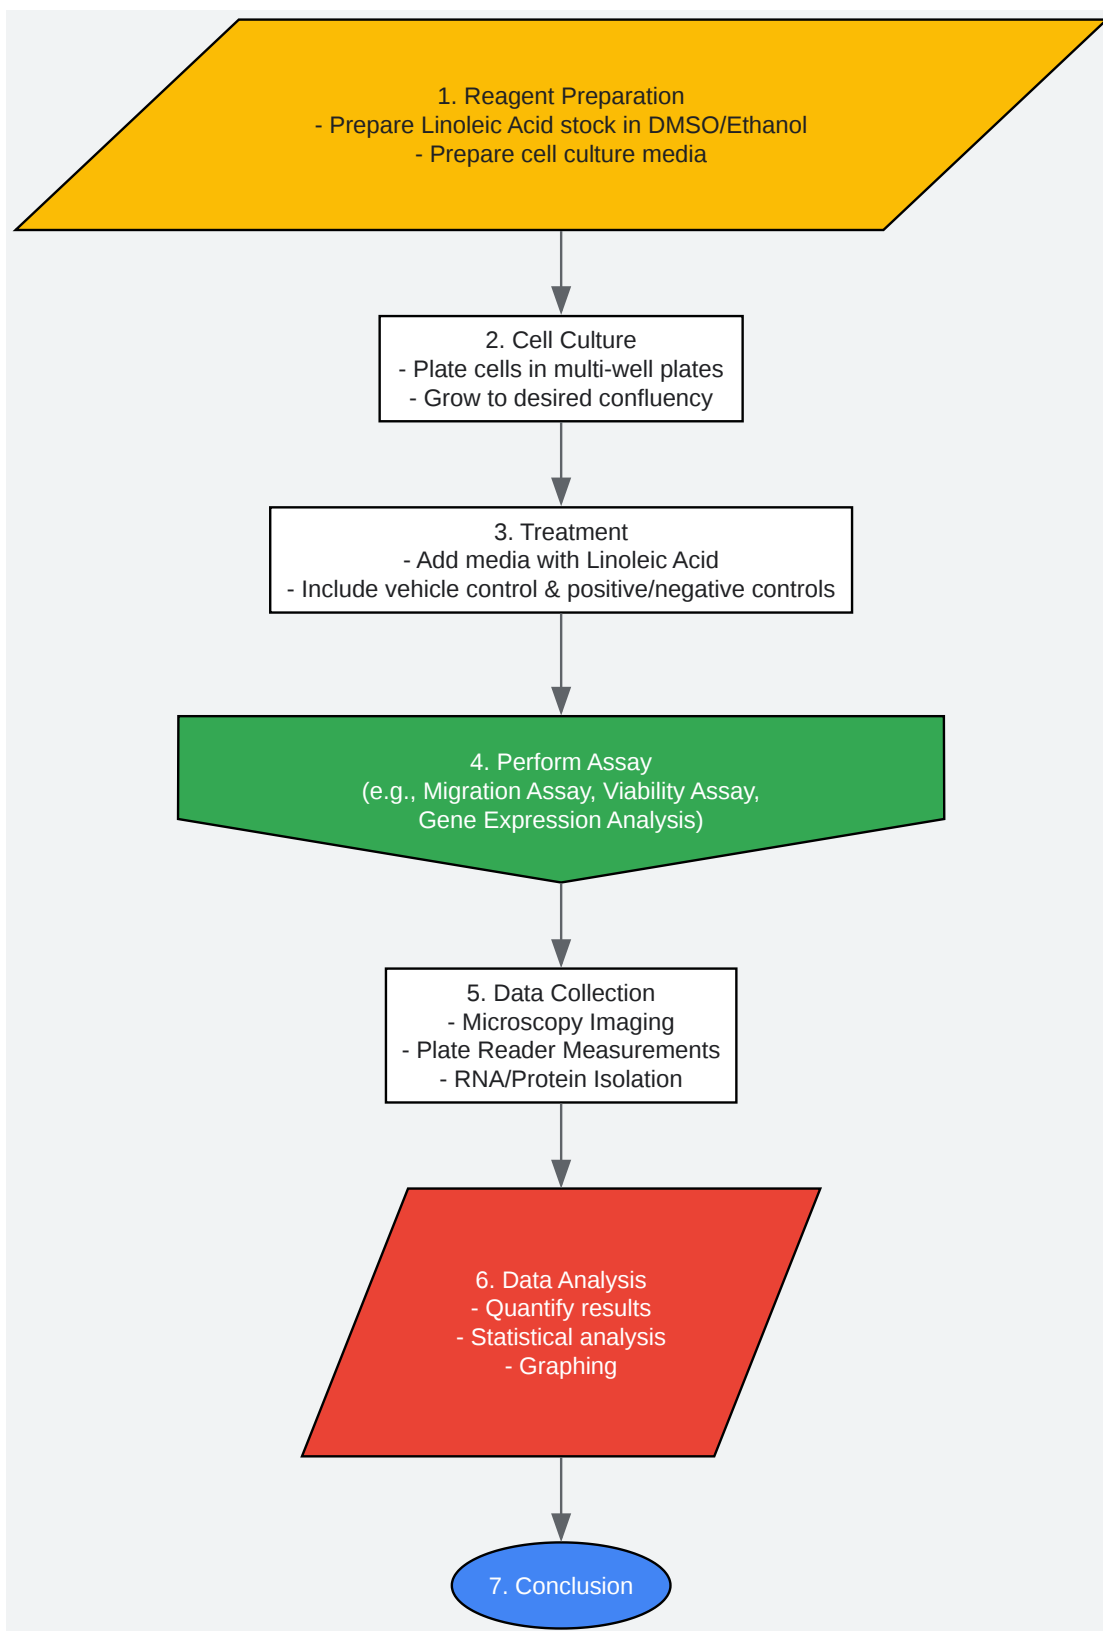 1. Reagent Preparation
- Prepare Linoleic Acid stock in DMSO/Ethanol
- Prepare cell culture media
2. Cell Culture
- Plate cells in multi-well plates
- Grow to desired confluency
3. Treatment
- Add media with Linoleic Acid
- Include vehicle control & positive/negative controls
4. Perform Assay
(e.g., Migration Assay, Viability Assay,
Gene Expression Analysis)
5. Data Collection
- Microscopy Imaging
- Plate Reader Measurements
- RNA/Protein Isolation
6. Data Analysis
- Quantify results
- Statistical analysis
- Graphing
7. Conclusion